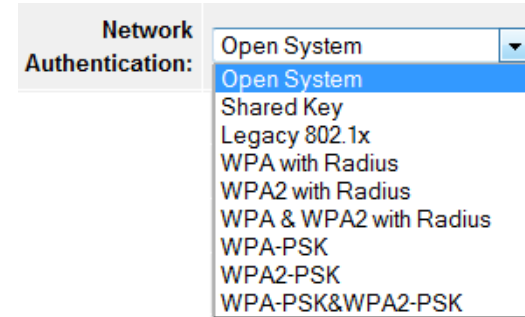 Network
Authentication:
Open System
Open System
Shared Key
Legacy 802.1x
WPA with Radius
WPA2 with Radius
WPA & WPA2 with Radius
WPA-PSK
WPA2-PSK
WPA-PSK&WPA2-PSK